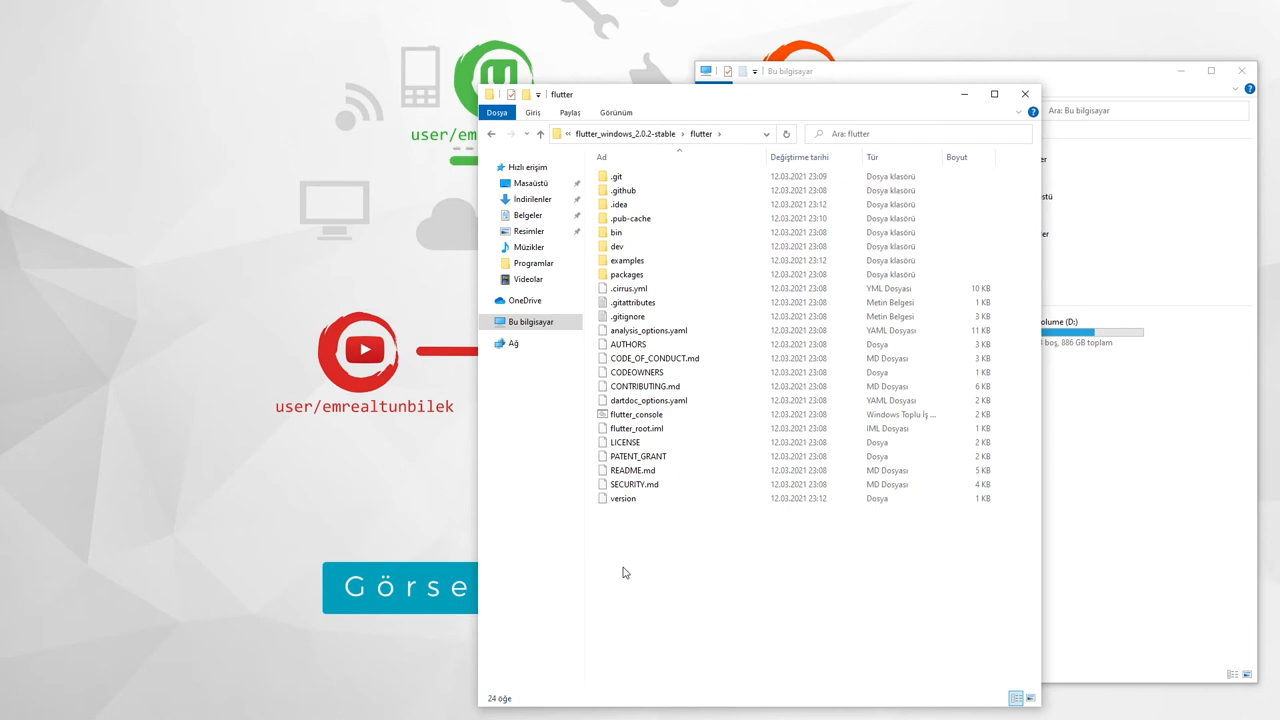 user/em
user/emrealtunbilek
Görse
Bu bilgisayar
Ara: Bu bilgisayar
er
stü
er
olume (D:)
boş, 886 GB toplam
flutter
Dosya Giriş Paylaş Görünüm
« flutter_windows_2.0.2-stable › flutter ›
Ara: flutter
Ad Değiştirme tarihi Tür Boyut
Hızlı erişim
Masaüstü
İndirilenler
Belgeler
Resimler
Müzikler
Programlar
Videolar
OneDrive
Bu bilgisayar
Ağ
.git 12.03.2021 23:09 Dosya klasörü
.github 12.03.2021 23:08 Dosya klasörü
.idea 12.03.2021 23:12 Dosya klasörü
.pub-cache 12.03.2021 23:10 Dosya klasörü
bin 12.03.2021 23:08 Dosya klasörü
dev 12.03.2021 23:08 Dosya klasörü
examples 12.03.2021 23:12 Dosya klasörü
packages 12.03.2021 23:08 Dosya klasörü
.cirrus.yml 12.03.2021 23:08 YML Dosyası 10 KB
.gitattributes 12.03.2021 23:08 Metin Belgesi 1 KB
.gitignore 12.03.2021 23:08 Metin Belgesi 3 KB
analysis_options.yaml 12.03.2021 23:08 YAML Dosyası 11 KB
AUTHORS 12.03.2021 23:08 Dosya 3 KB
CODE_OF_CONDUCT.md 12.03.2021 23:08 MD Dosyası 3 KB
CODEOWNERS 12.03.2021 23:08 Dosya 1 KB
CONTRIBUTING.md 12.03.2021 23:08 MD Dosyası 6 KB
dartdoc_options.yaml 12.03.2021 23:08 YAML Dosyası 2 KB
flutter_console 12.03.2021 23:08 Windows Toplu İş ... 2 KB
flutter_root.iml 12.03.2021 23:08 IML Dosyası 1 KB
LICENSE 12.03.2021 23:08 Dosya 2 KB
PATENT_GRANT 12.03.2021 23:08 Dosya 2 KB
README.md 12.03.2021 23:08 MD Dosyası 5 KB
SECURITY.md 12.03.2021 23:08 MD Dosyası 4 KB
version 12.03.2021 23:12 Dosya 1 KB
24 öğe